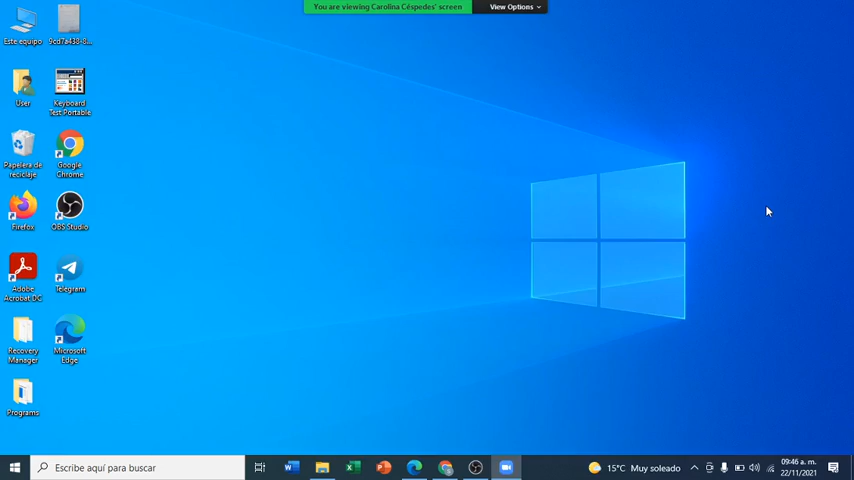 You are viewing Carolina Céspedes' screen
View Options
Este equipo
9cd7a438-8...
User
Keyboard
Test Portable
Papelera de
reciclaje
Google
Chrome
Firefox
OBS Studio
Adobe
Acrobat DC
Telegram
Recovery
Manager
Microsoft
Edge
Programs
Escribe aquí para buscar
15°C Muy soleado
09:46 a. m.
22/11/2021